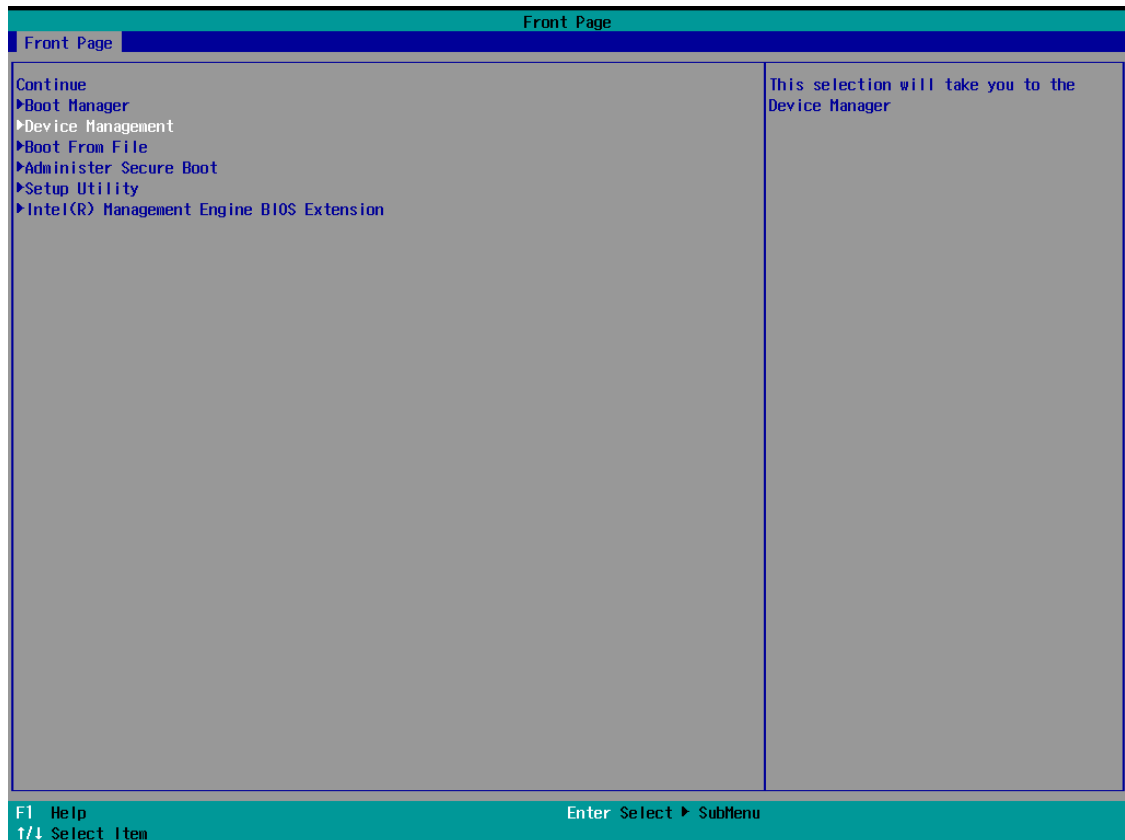 Front Page
Front Page
Continue
▶Boot Manager
▶Device Management
▶Boot From File
▶Administer Secure Boot
▶Setup Utility
▶Intel(R) Management Engine BIOS Extension
This selection will take you to the
Device Manager
F1 Help
Enter Select ▶ SubMenu
↑/↓ Select Item